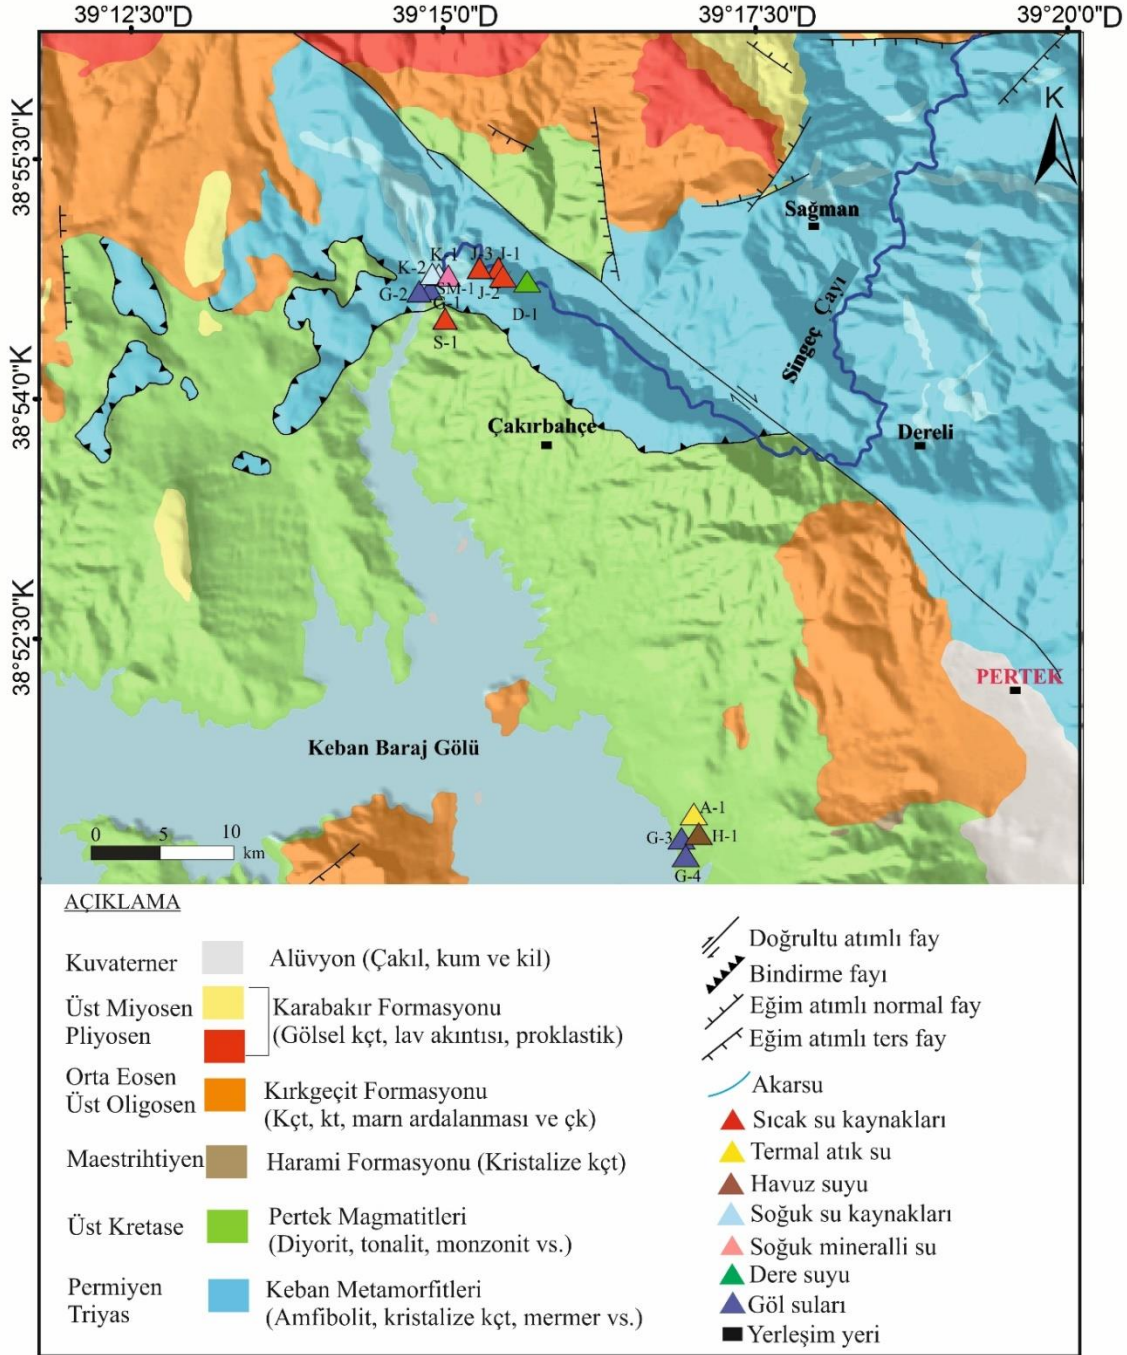 39°12'30"D
39°15'0"D
39°17'30"D
39°20'0"D
38°55'30"K
38°54'0"K
38°52'30"K
K
Sağman
Singeç Çayı
K-1
K-2
J-3
J-1
SM-1
J-2
G-2
G-1
D-1
S-1
Çakırbahçe
Dereli
PERTEK
Keban Baraj Gölü
A-1
G-3
H-1
G-4
0 5 10
km
AÇIKLAMA
Kuvaterner
Alüvyon (Çakıl, kum ve kil)
Üst Miyosen
Pliyosen
Karabakır Formasyonu
(Gölsel kçt, lav akıntısı, proklastik)
Orta Eosen
Üst Oligosen
Kırkgeçit Formasyonu
(Kçt, kt, marn ardalanması ve çk)
Maestrihtiyen
Harami Formasyonu (Kristalize kçt)
Üst Kretase
Pertek Magmatitleri
(Diyorit, tonalit, monzonit vs.)
Permiyen
Triyas
Keban Metamorfitleri
(Amfibolit, kristalize kçt, mermer vs.)
Doğrultu atımlı fay
Bindirme fayı
Eğim atımlı normal fay
Eğim atımlı ters fay
Akarsu
Sıcak su kaynakları
Termal atık su
Havuz suyu
Soğuk su kaynakları
Soğuk mineralli su
Dere suyu
Göl suları
Yerleşim yeri